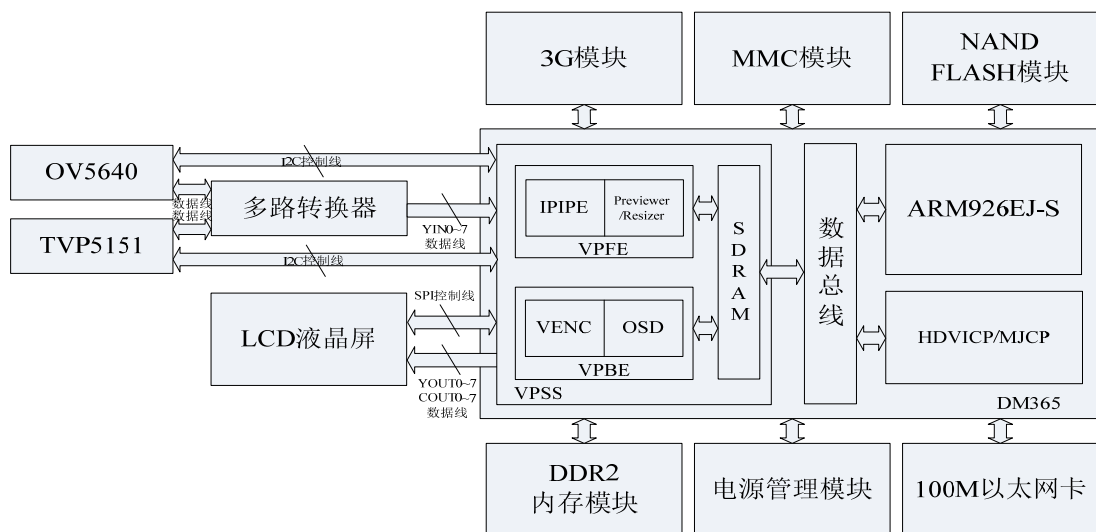 3G模块
MMC模块
NAND
FLASH模块
OV5640
I2C控制线
数据线
数据线
多路转换器
TVP5151
YIN0~7
数据线
I2C控制线
IPIPE
Previewer
/Resizer
VPFE
SDRAM
数据总线
ARM926EJ-S
SPI控制线
LCD液晶屏
YOUT0~7
COUT0~7
数据线
VENC
OSD
VPBE
VPSS
HDVICP/MJCP
DM365
DDR2
内存模块
电源管理模块
100M以太网卡